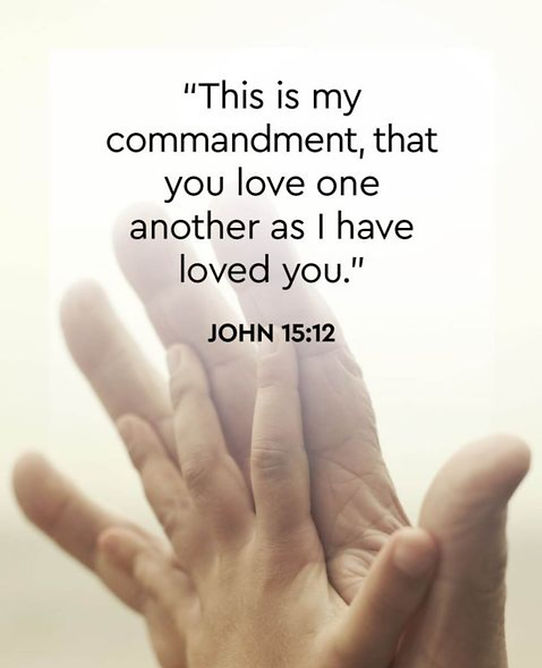 "This is my
commandment, that
you love one
another as I have
loved you."
JOHN 15:12